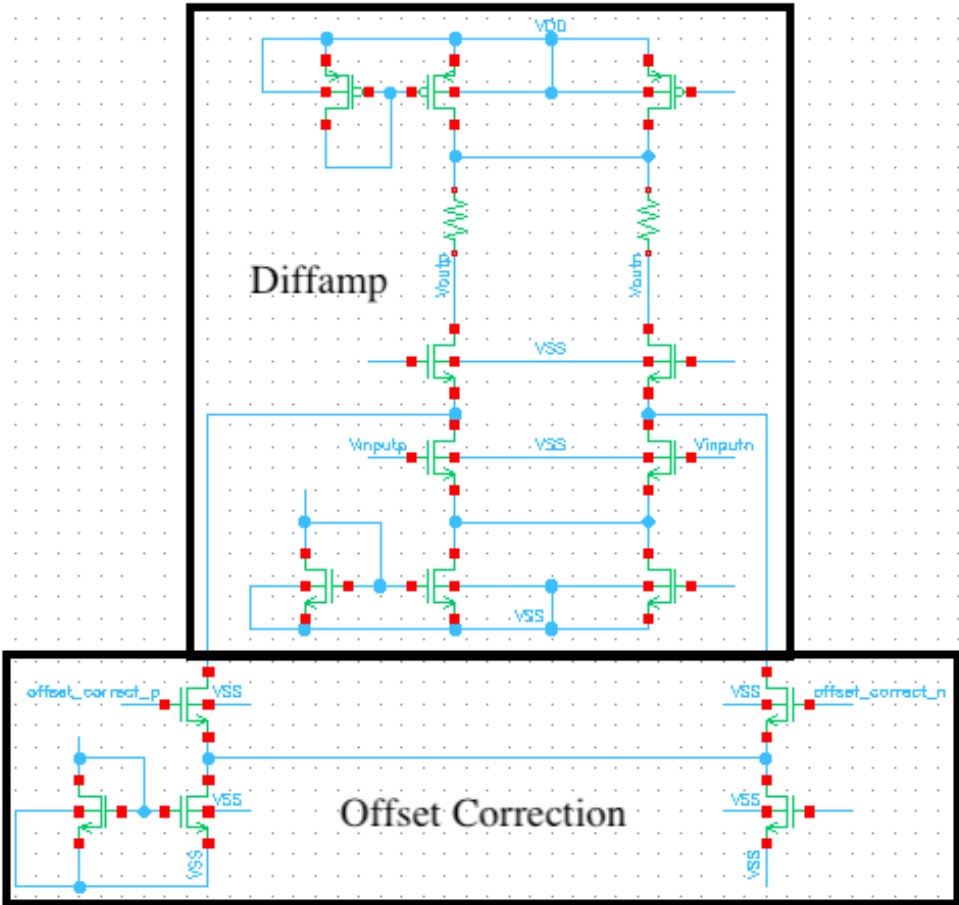 VDD
Voutp
Voutn
Diffamp
VSS
Vinputp
VSS
Vinputn
VSS
offset_correct_p
VSS
VSS
offset_correct_n
VSS
VSS
Offset Correction
VSS
VSS